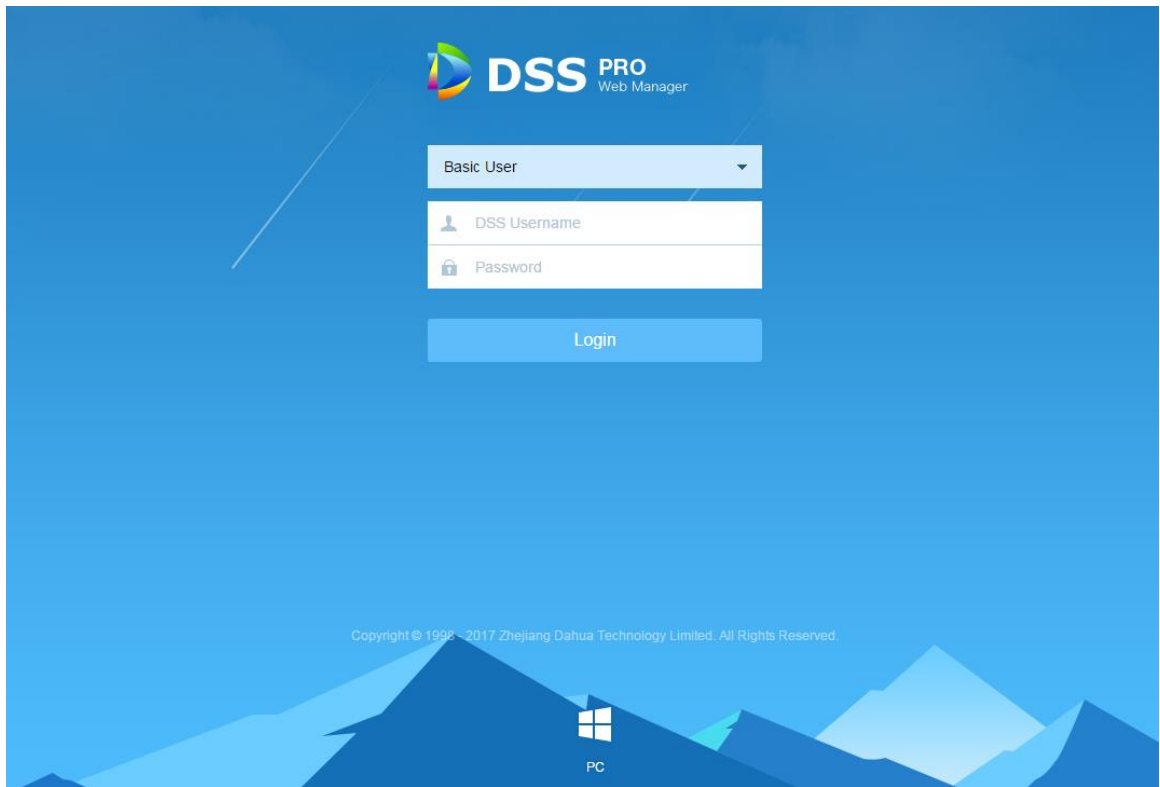 DSS PRO
Web Manager
Basic User
DSS Username
Password
Login
Copyright © 1998 - 2017 Zhejiang Dahua Technology Limited. All Rights Reserved.
PC